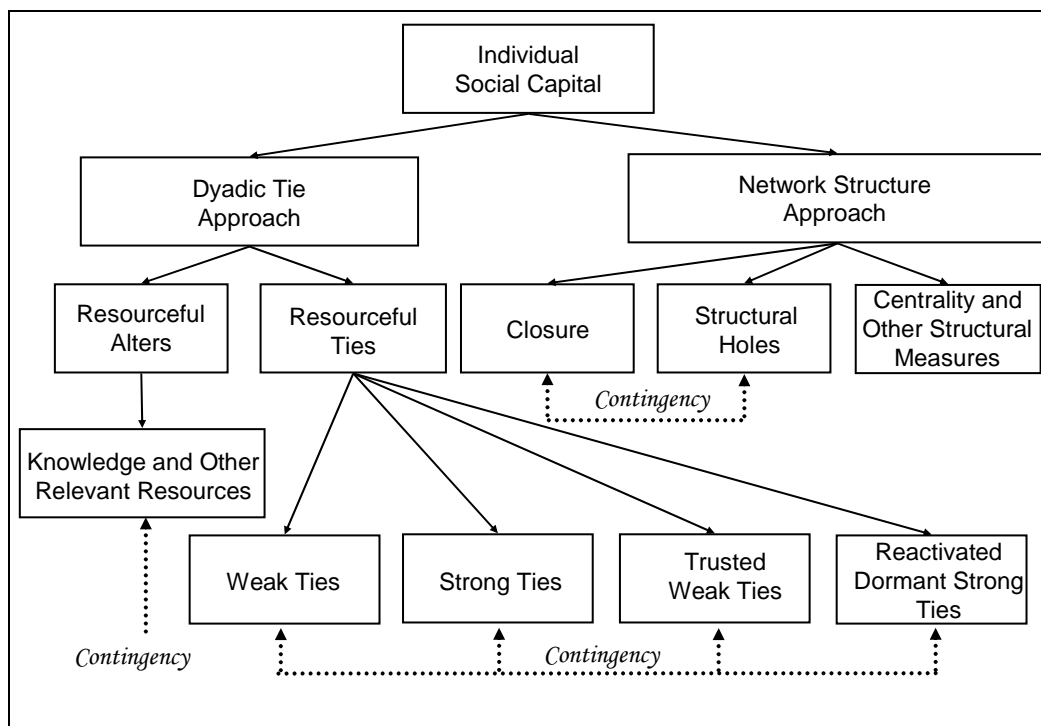 Individual
Social Capital
Dyadic Tie
Approach
Network Structure
Approach
Resourceful
Alters
Resourceful
Ties
Closure
Structural
Holes
Centrality and
Other Structural
Measures
Contingency
Knowledge and Other
Relevant Resources
Weak Ties
Strong Ties
Trusted
Weak Ties
Reactivated
Dormant Strong
Ties
Contingency
Contingency